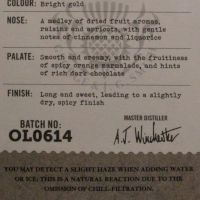 COLOUR: Bright gold
NOSE: A medley of dried fruit aromas,
raisins and apricots, with gentle
notes of cinnamon and liquorice
PALATE: Smooth and creamy, with the fruitiness
of spicy orange marmalade, and hints
of rich dark chocolate
FINISH: Long and sweet, leading to a slightly
dry, spicy finish
BATCH NO:
OL0614
MASTER DISTILLER
A.J. Winchester
YOU MAY DETECT A SLIGHT HAZE WHEN ADDING WATER
OR ICE; THIS IS A NATURAL REACTION DUE TO THE
OMISSION OF CHILL-FILTRATION.